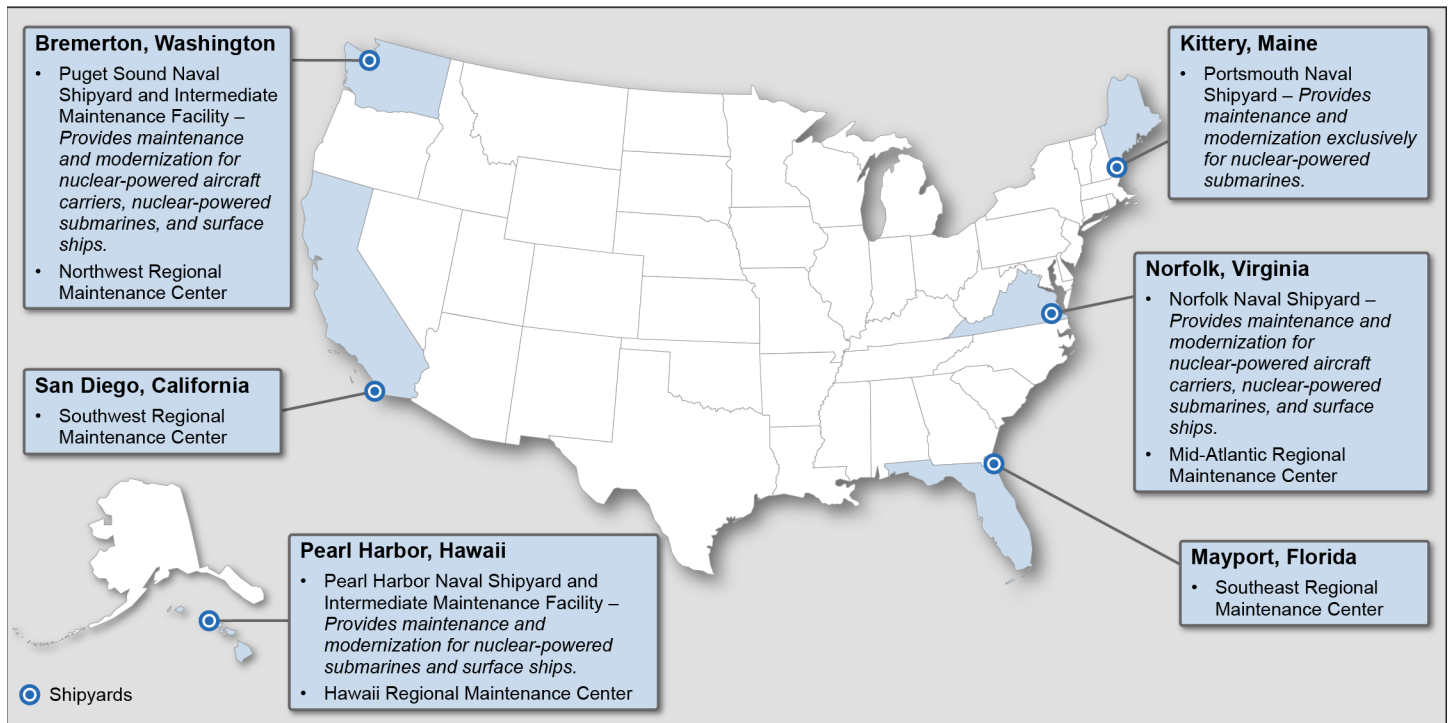 Bremerton, Washington
• Puget Sound Naval
Shipyard and Intermediate
Maintenance Facility –
Provides maintenance
and modernization for
nuclear-powered aircraft
carriers, nuclear-powered
submarines, and surface
ships.
• Northwest Regional
Maintenance Center
San Diego, California
• Southwest Regional
Maintenance Center
Pearl Harbor, Hawaii
• Pearl Harbor Naval Shipyard and
Intermediate Maintenance Facility –
Provides maintenance and
modernization for nuclear-powered
submarines and surface ships.
• Hawaii Regional Maintenance Center
Kittery, Maine
• Portsmouth Naval
Shipyard – Provides
maintenance and
modernization exclusively
for nuclear-powered
submarines.
Norfolk, Virginia
• Norfolk Naval Shipyard –
Provides maintenance and
modernization for
nuclear-powered aircraft
carriers, nuclear-powered
submarines, and surface
ships.
• Mid-Atlantic Regional
Maintenance Center
Mayport, Florida
• Southeast Regional
Maintenance Center
Shipyards